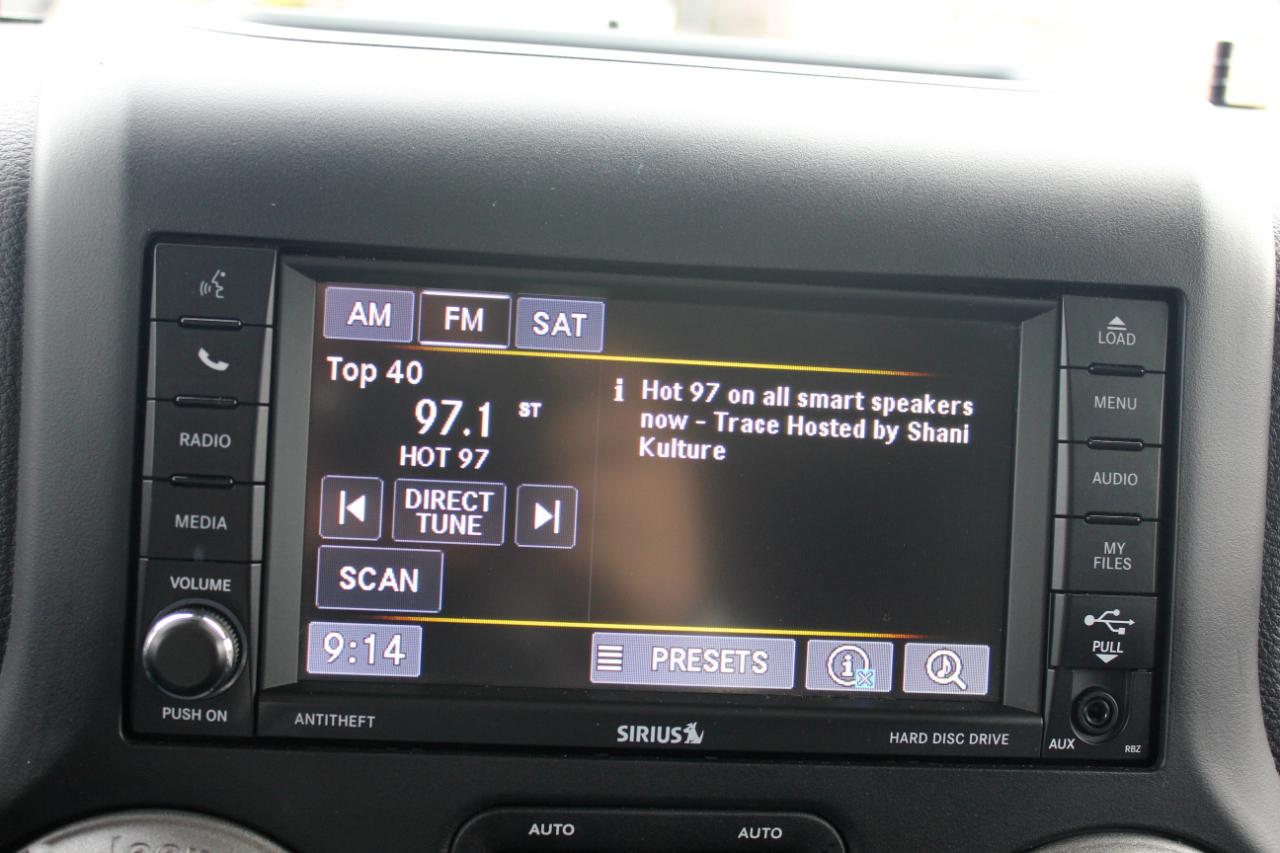 AM FM SAT
Top 40
97.1 ST
HOT 97
DIRECT
TUNE
SCAN
9:14
i Hot 97 on all smart speakers
now - Trace Hosted by Shani
Kulture
PRESETS
i
RADIO
MEDIA
VOLUME
PUSH ON
LOAD
MENU
AUDIO
MY
FILES
PULL
AUX
RBZ
ANTITHEFT
SIRIUS
HARD DISC DRIVE
AUTO AUTO